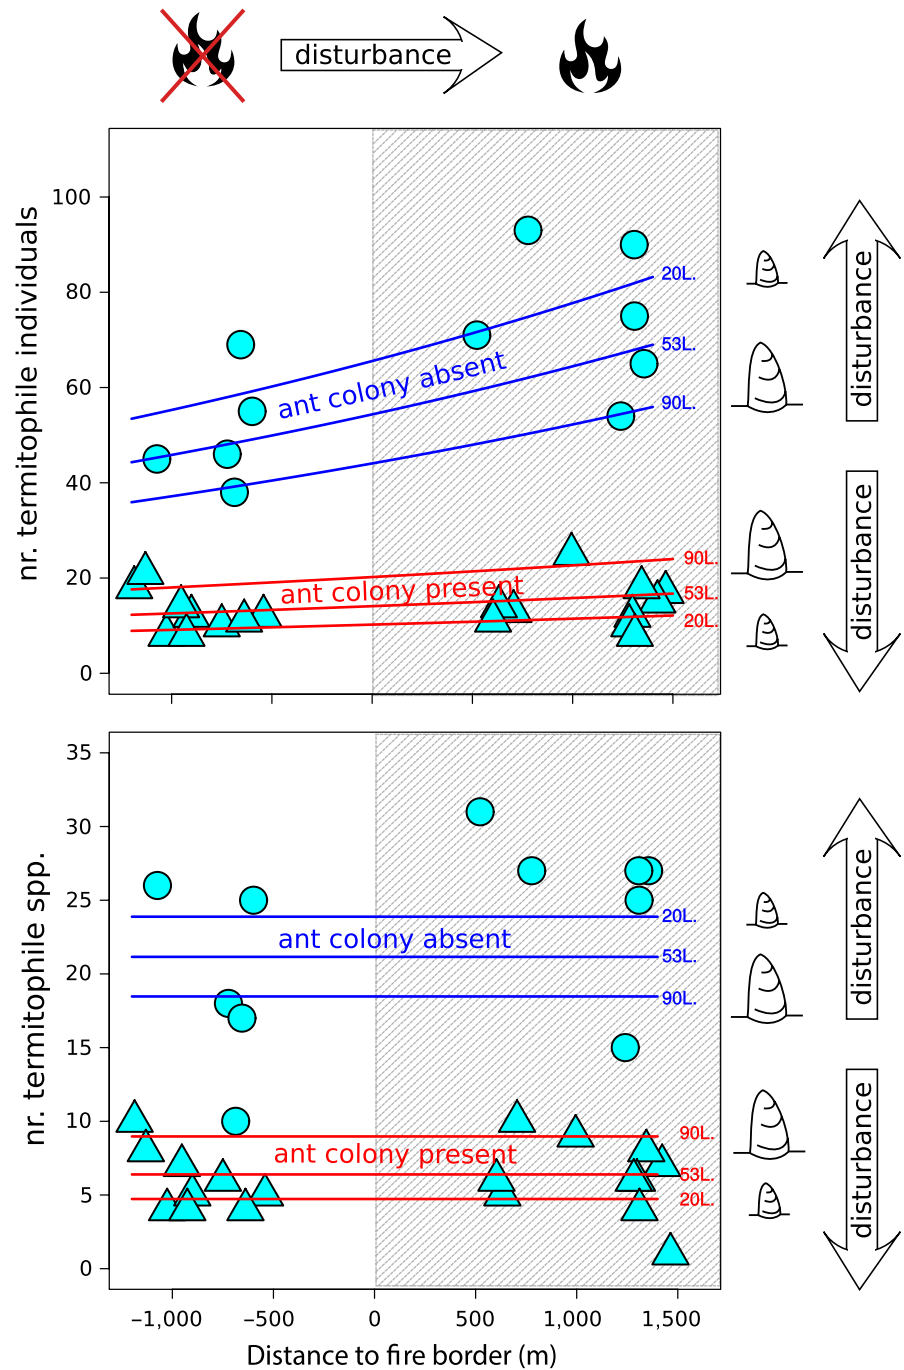 disturbance
nr. termitophile individuals
100
80
60
40
20
0
20L.
53L.
90L.
ant colony absent
90L.
53L.
20L.
ant colony present
disturbance
disturbance
nr. termitophile spp.
35
30
25
20
15
10
5
0
20L.
ant colony absent
53L.
90L.
90L.
ant colony present
53L.
20L.
disturbance
disturbance
−1,000 −500 0 500 1,000 1,500
Distance to fire border (m)